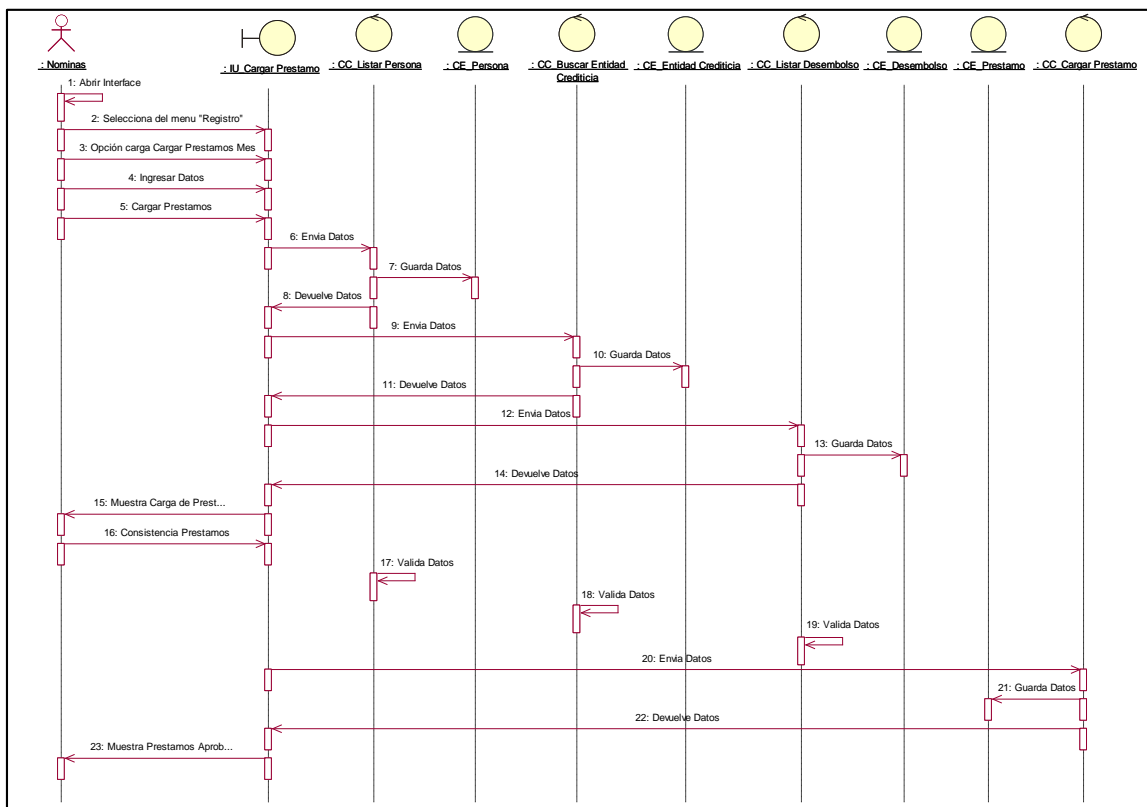 : Nominas
: IU_Cargar Prestamo
: CC_Listar Persona
: CE_Persona
: CC_Buscar Entidad
Crediticia
: CE_Entidad Crediticia
: CC_Listar Desembolso
: CE_Desembolso
: CE_Prestamo
: CC_Cargar Prestamo
1: Abrir Interface
2: Selecciona del menu "Registro"
3: Opción carga Cargar Prestamos Mes
4: Ingresar Datos
5: Cargar Prestamos
6: Envia Datos
7: Guarda Datos
8: Devuelve Datos
9: Envia Datos
10: Guarda Datos
11: Devuelve Datos
12: Envia Datos
13: Guarda Datos
14: Devuelve Datos
15: Muestra Carga de Prest...
16: Consistencia Prestamos
17: Valida Datos
18: Valida Datos
19: Valida Datos
20: Envia Datos
21: Guarda Datos
22: Devuelve Datos
23: Muestra Prestamos Aprob...